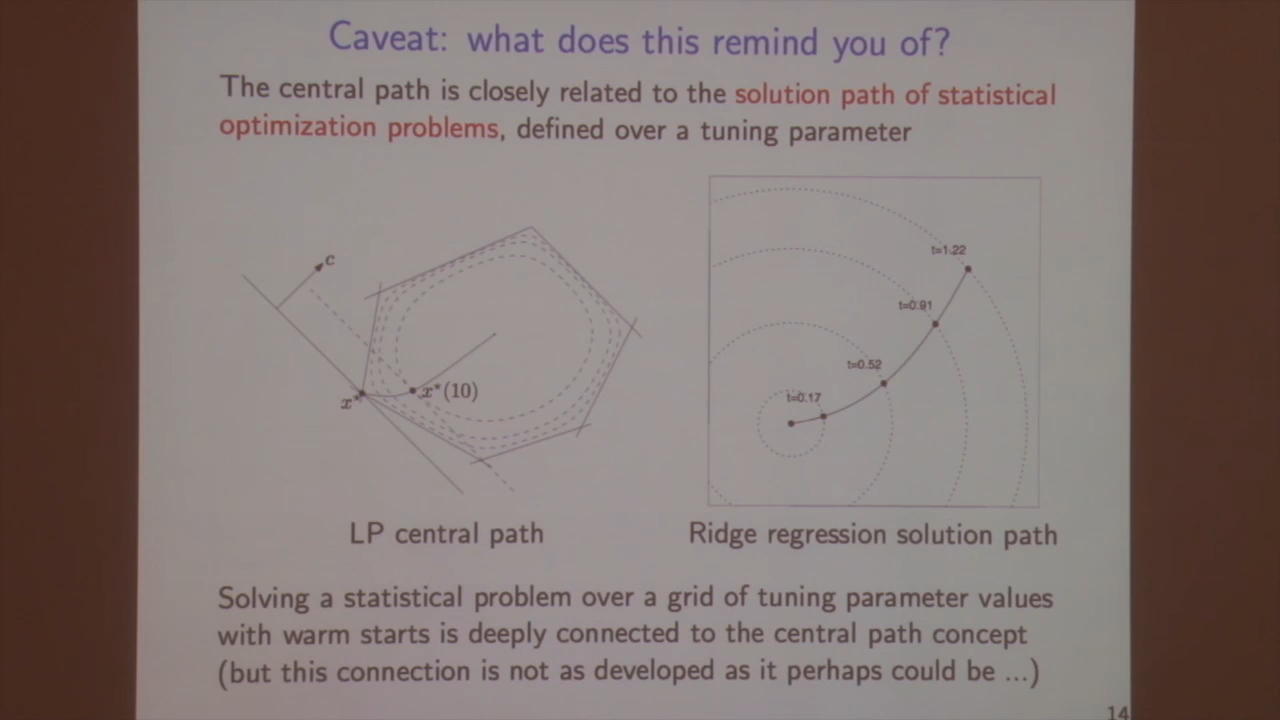 Caveat: what does this remind you of?
The central path is closely related to the solution path of statistical
optimization problems, defined over a tuning parameter
c
x*
x*(10)
t=1.22
t=0.91
t=0.52
t=0.17
LP central path
Ridge regression solution path
Solving a statistical problem over a grid of tuning parameter values
with warm starts is deeply connected to the central path concept
(but this connection is not as developed as it perhaps could be ...)
14